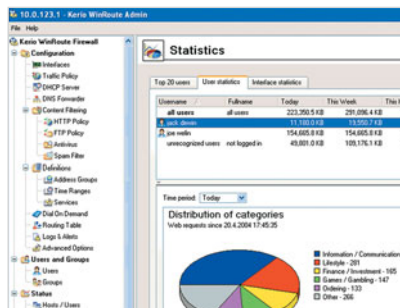 10.0.123.1 - Kerio WinRoute Admin
File Help
Kerio WinRoute Firewall
Configuration
Interfaces
Traffic Policy
DHCP Server
DNS Forwarder
Content Filtering
HTTP Policy
FTP Policy
Antivirus
Spam Filter
Definitions
Address Groups
Time Ranges
Services
Dial On Demand
Routing Table
Logs & Alerts
Advanced Options
Users and Groups
Users
Groups
Status
Hosts / Users
Statistics
Top 20 users User statistics Interface statistics
Username Fullname Today This Week This
all users all users 223,350.5 KB 291,096.4 KB
jack 11,180.0 KB 19,550.7 KB
joe welin 154,665.8 KB 154,665.8 KB
unrecognized users not logged in 49,801.0 KB 109,176.1 KB
Time period: Today
Distribution of categories
Web requests since 20.4.2004 17:45:35
Information / Communication
Lifestyle - 281
Finance / Investment - 165
Games / Gambling - 147
Ordering - 133
Other - 266